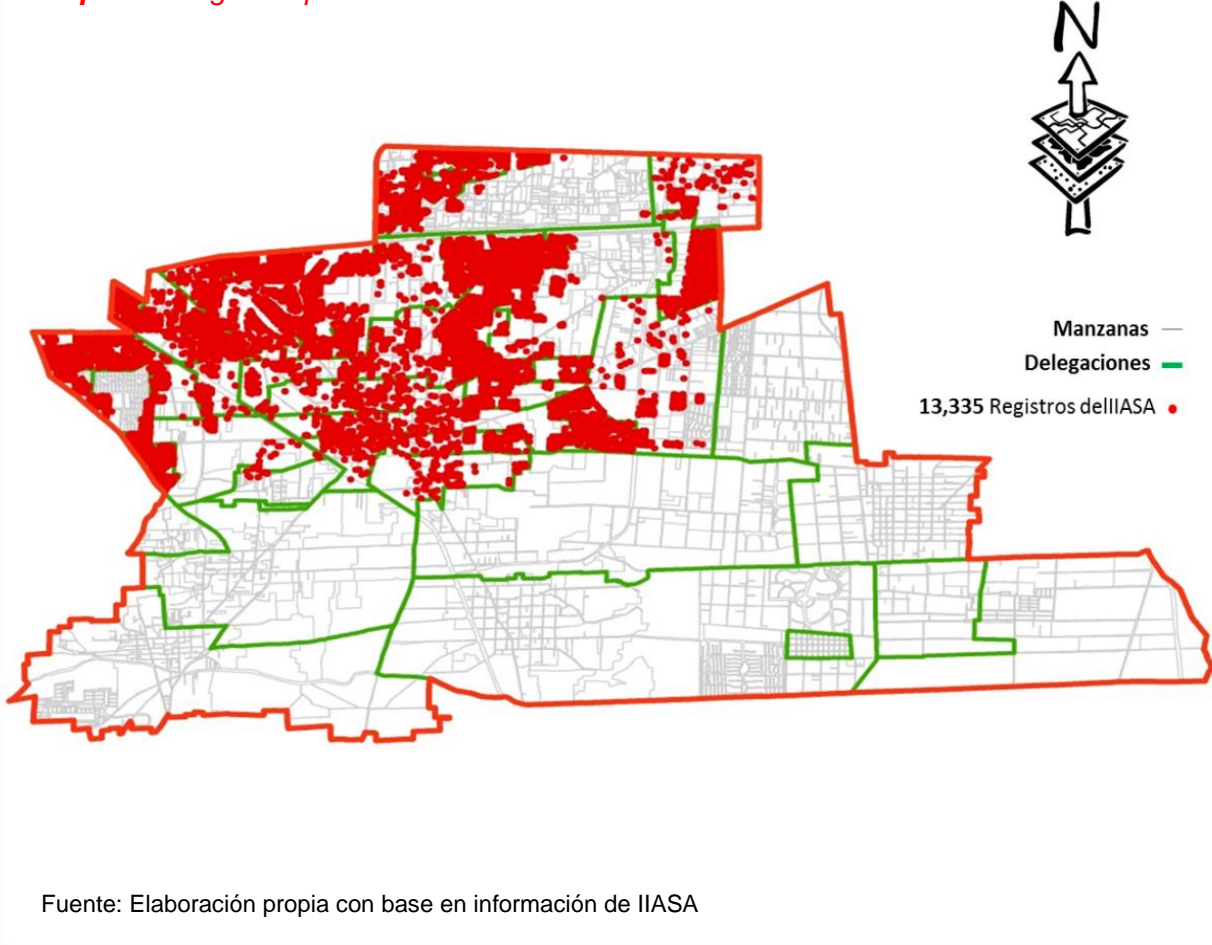 N
Manzanas
Delegaciones
13,335 Registros delIIASA
Fuente: Elaboración propia con base en información de IIASA